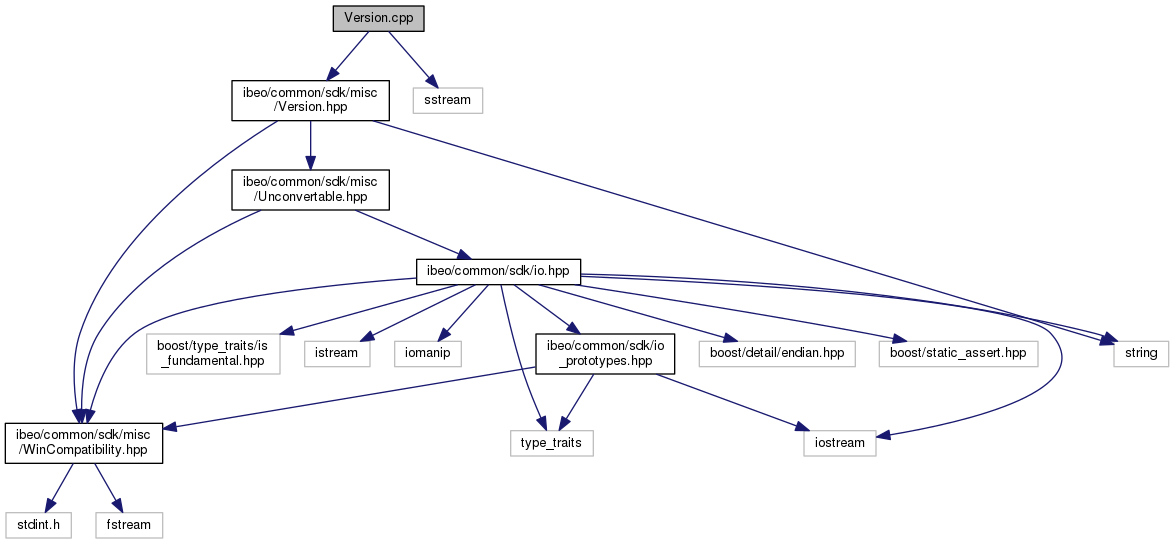 Version.cpp
ibeo/common/sdk/misc
/Version.hpp
sstream
ibeo/common/sdk/misc
/Unconvertable.hpp
ibeo/common/sdk/io.hpp
boost/type_traits/is
_fundamental.hpp
istream
iomanip
ibeo/common/sdk/io
_prototypes.hpp
boost/detail/endian.hpp
boost/static_assert.hpp
string
ibeo/common/sdk/misc
/WinCompatibility.hpp
type_traits
iostream
stdint.h
fstream